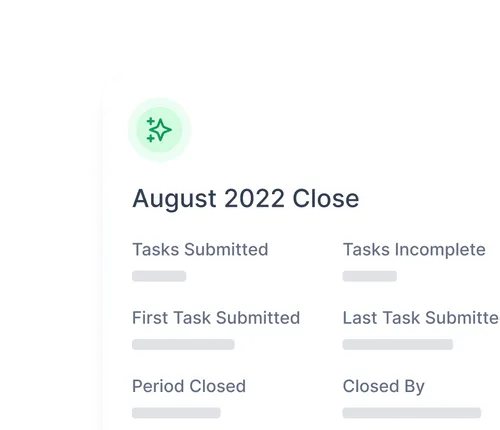 August 2022 Close
Tasks Submitted Tasks Incomplete
First Task Submitted Last Task Submitte
Period Closed Closed By